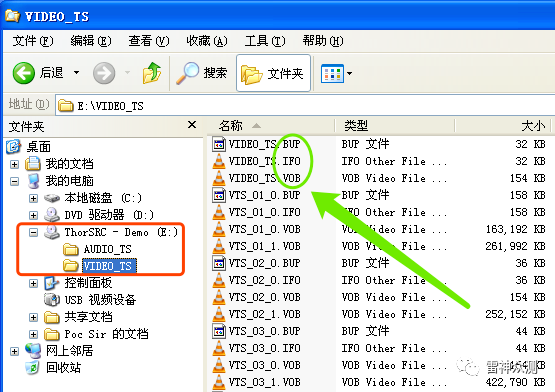 VIDEO_TS
文件(F) 编辑(E) 查看(V) 收藏(A) 工具(T) 帮助(H)
后退 搜索 文件夹
地址(D) E:\VIDEO_TS
文件夹
桌面
我的文档
我的电脑
本地磁盘 (C:)
DVD 驱动器 (D:)
ThorSRC - Demo (E:)
AUDIO_TS
VIDEO_TS
控制面板
USB 视频设备
共享文档
Poc Sir 的文档
网上邻居
回收站
名称 类型 大小
VIDEO_TS.BUP BUP 文件 32 KB
VIDEO_TS.IFO IFO Other File ... 32 KB
VIDEO_TS.VOB VOB Video File ... 154 KB
VTS_01_0.BUP BUP 文件 158 KB
VTS_01_0.IFO IFO Other File ... 158 KB
VTS_01_0.VOB VOB Video File ... 163,192 KB
VTS_01_1.VOB VOB Video File ... 261,992 KB
VTS_02_0.BUP BUP 文件 36 KB
VTS_02_0.IFO IFO Other File ... 36 KB
VTS_02_0.VOB VOB Video File ... 154 KB
VTS_02_1.VOB VOB Video File ... 252,152 KB
VTS_03_0.BUP BUP 文件 44 KB
VTS_03_0.IFO IFO Other File ... 44 KB
VTS_03_0.VOB VOB Video File ...
VTS_03_1.VOB VOB Video File ... 422,790 KB
雷神众测